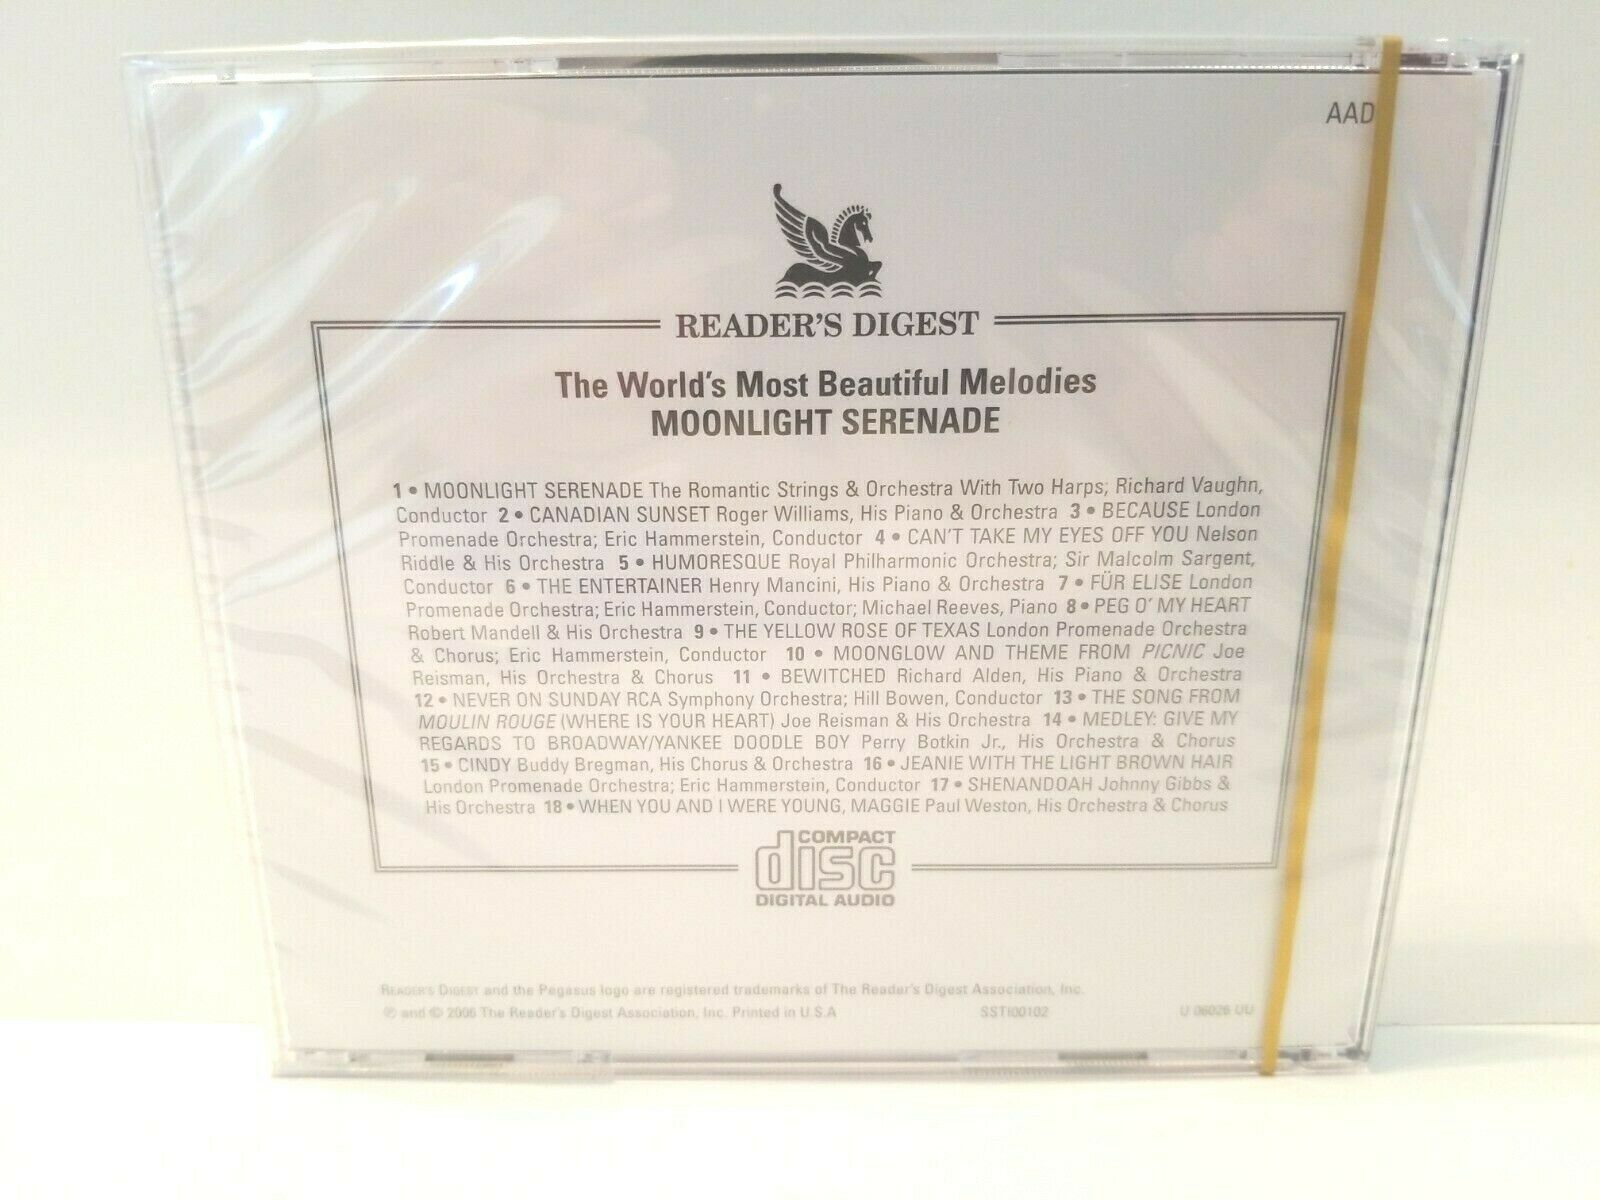 AAD
READER'S DIGEST
The World's Most Beautiful Melodies
MOONLIGHT SERENADE
1 • MOONLIGHT SERENADE The Romantic Strings & Orchestra With Two Harps; Richard Vaughn,
Conductor 2 • CANADIAN SUNSET Roger Williams, His Piano & Orchestra 3 • BECAUSE London
Promenade Orchestra; Eric Hammerstein, Conductor 4 • CAN'T TAKE MY EYES OFF YOU Nelson
Riddle & His Orchestra 5 • HUMORESQUE Royal Philharmonic Orchestra; Sir Malcolm Sargent,
Conductor 6 • THE ENTERTAINER Henry Mancini, His Piano & Orchestra 7 • FÜR ELISE London
Promenade Orchestra; Eric Hammerstein, Conductor; Michael Reeves, Piano 8 • PEG O' MY HEART
Robert Mandell & His Orchestra 9 • THE YELLOW ROSE OF TEXAS London Promenade Orchestra
& Chorus; Eric Hammerstein, Conductor 10 • MOONGLOW AND THEME FROM PICNIC Joe
Reisman, His Orchestra & Chorus 11 • BEWITCHED Richard Alden, His Piano & Orchestra
12 • NEVER ON SUNDAY RCA Symphony Orchestra; Hill Bowen, Conductor 13 • THE SONG FROM
MOULIN ROUGE (WHERE IS YOUR HEART) Joe Reisman & His Orchestra 14 • MEDLEY: GIVE MY
REGARDS TO BROADWAY/YANKEE DOODLE BOY Perry Botkin Jr., His Orchestra & Chorus
15 • CINDY Buddy Bregman, His Chorus & Orchestra 16 • JEANIE WITH THE LIGHT BROWN HAIR
London Promenade Orchestra; Eric Hammerstein, Conductor 17 • SHENANDOAH Johnny Gibbs &
His Orchestra 18 • WHEN YOU AND I WERE YOUNG, MAGGIE Paul Weston, His Orchestra & Chorus
COMPACT
disc
DIGITAL AUDIO
READER'S DIGEST and the Pegasus logo are registered trademarks of The Reader's Digest Association, Inc.
℗ and © 2006 The Reader's Digest Association, Inc. Printed in U.S.A SSTI00102 U 06026 UU